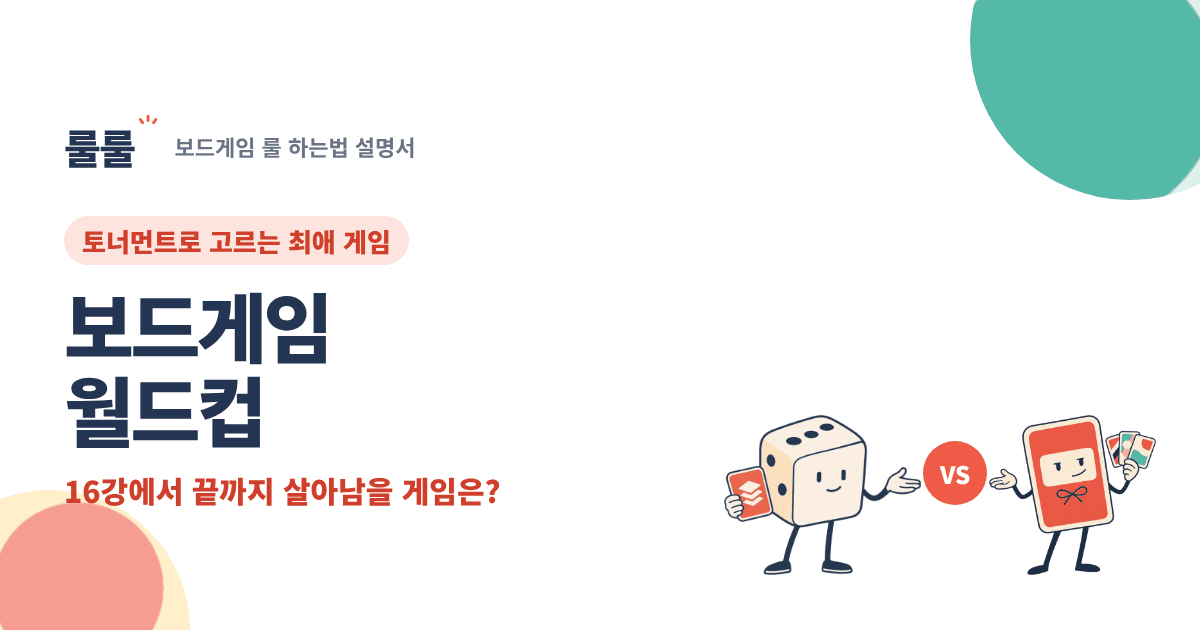 룰룰
보드게임 룰 하는법 설명서
토너먼트로 고르는 최애 게임
보드게임
월드컵
16강에서 끝까지 살아남을 게임은?
VS